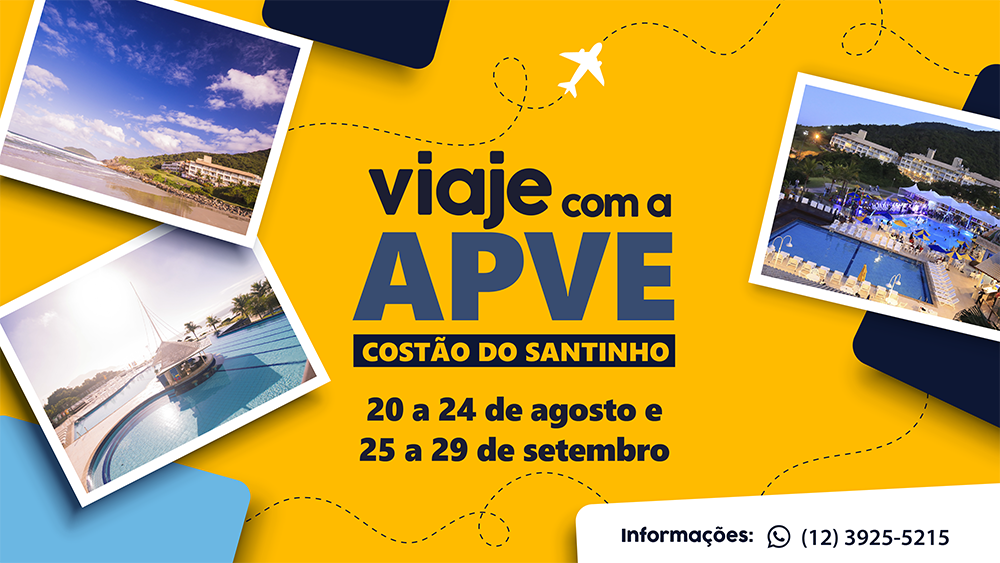 viaje com a
APVE
COSTÃO DO SANTINHO
20 a 24 de agosto e
25 a 29 de setembro
Informações: (12) 3925-5215